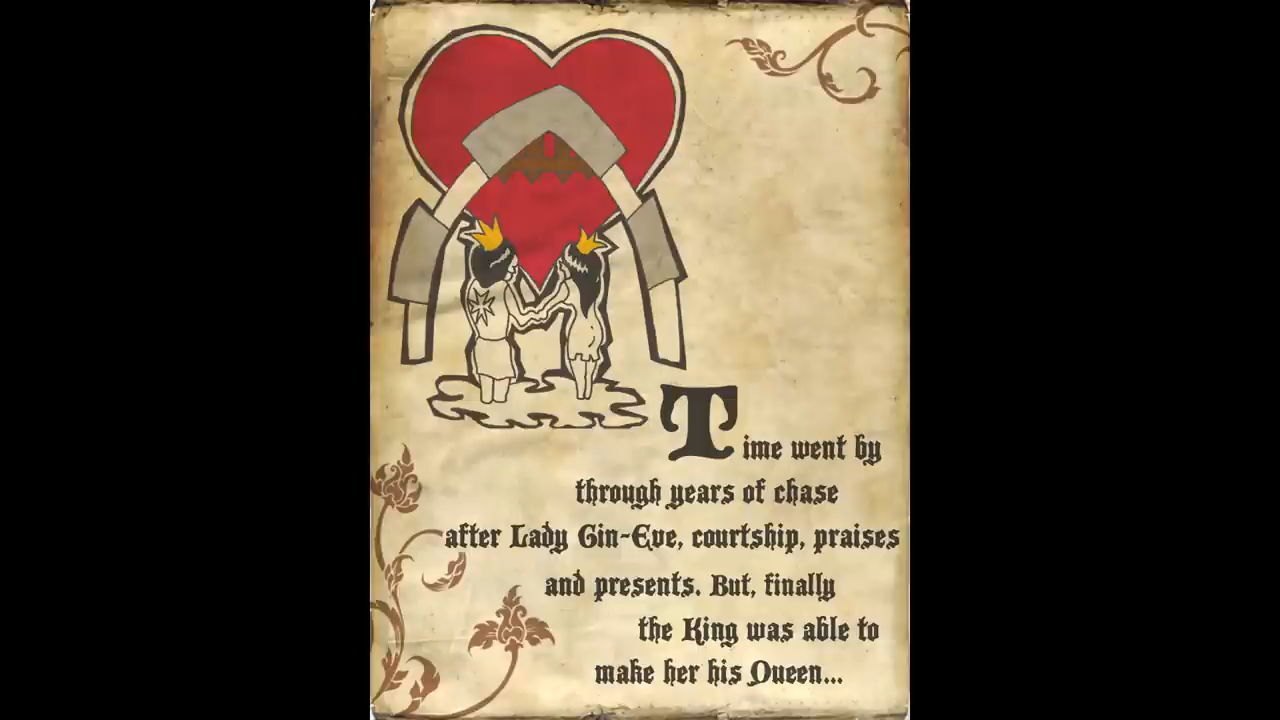 Time went by
through years of chase
after Lady Gin-Eve, courtship, praises
and presents. But, finally
the King was able to
make her his Queen...